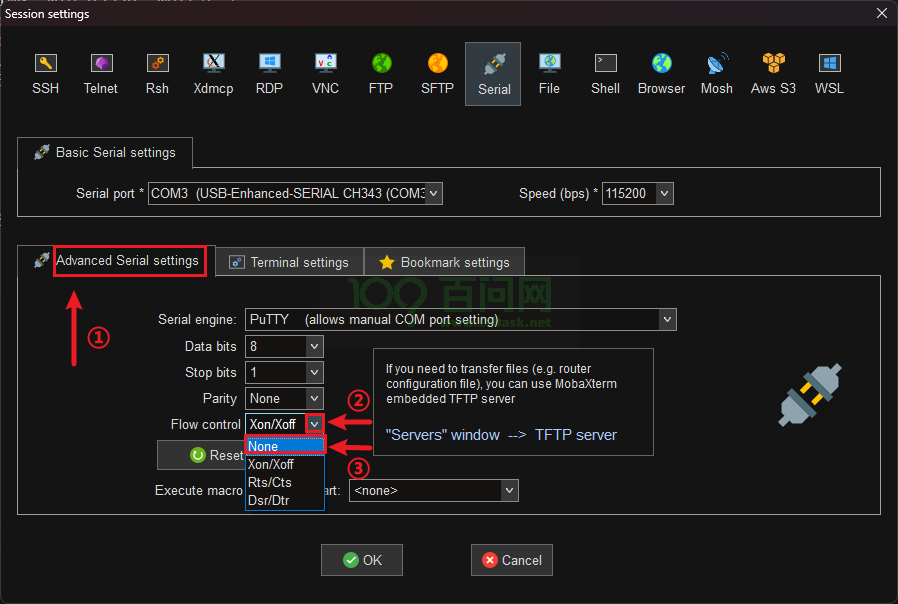 Session settings
SSH Telnet Rsh Xdmcp RDP VNC FTP SFTP Serial File Shell Browser Mosh Aws S3 WSL
Basic Serial settings
Serial port * COM3 (USB-Enhanced-SERIAL CH343 (COM3 Speed (bps) * 115200
Advanced Serial settings Terminal settings Bookmark settings
100 百问网
Serial engine: PuTTY (allows manual COM port setting)
①
Data bits 8
Stop bits 1
Parity None
Flow control Xon/Xoff
②
None
Xon/Xoff
Rts/Cts
Dsr/Dtr
③
If you need to transfer files (e.g. router
configuration file), you can use MobaXterm
embedded TFTP server
"Servers" window --> TFTP server
Reset
Execute macro art: <none>
OK Cancel